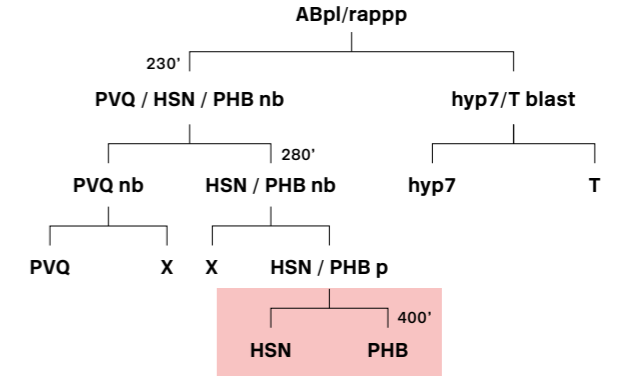 ABpl/rappp
230'
PVQ / HSN / PHB nb hyp7/T blast
280'
PVQ nb HSN / PHB nb hyp7 T
PVQ X X HSN / PHB p
400'
HSN PHB